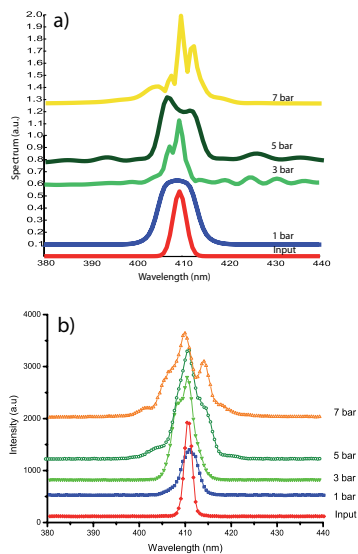 a)
2.0
1.9
1.8
1.7
1.6
1.5
1.4
1.3
1.2
1.1
1.0
0.9
0.8
0.7
0.6
0.5
0.4
0.3
0.2
0.1
Spectrum (a.u.)
7 bar
5 bar
3 bar
1 bar
Input
380 390 400 410 420 430 440
Wavelength (nm)
b)
4000
3000
2000
1000
0
Intensity (a.u)
7 bar
5 bar
3 bar
1 bar
Input
380 390 400 410 420 430 440
Wavelength (nm)